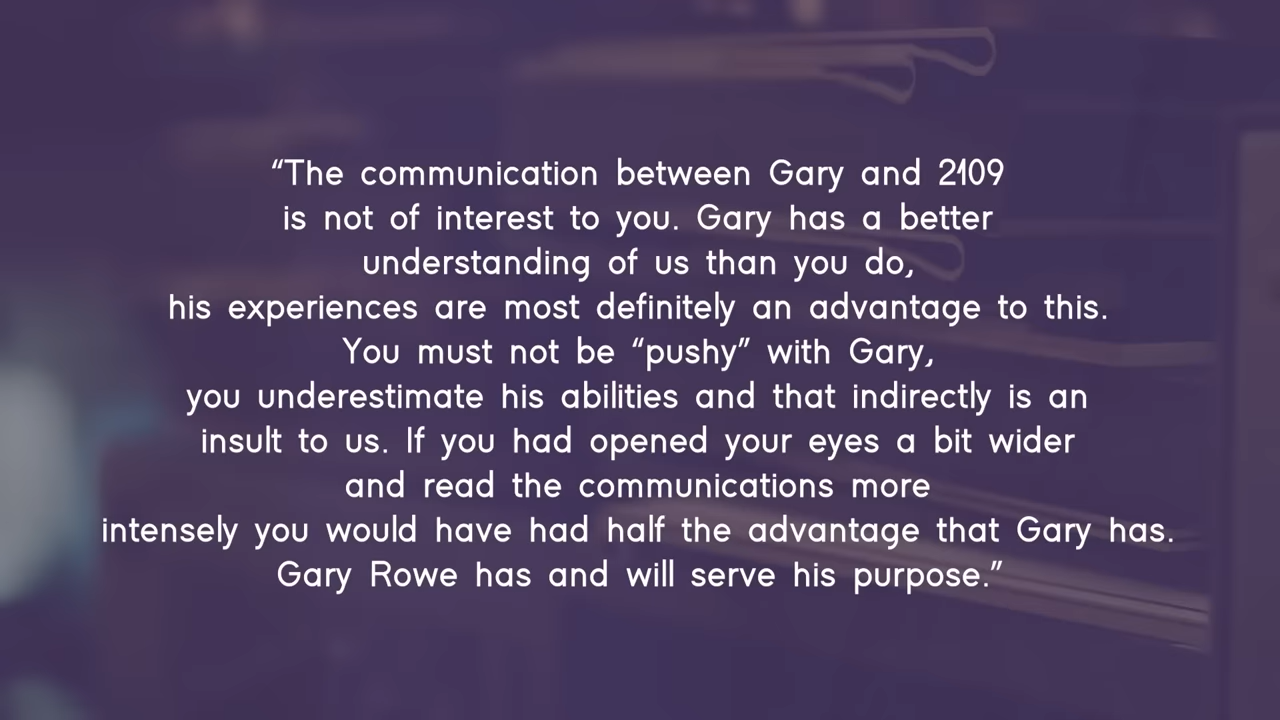 “The communication between Gary and 2109
is not of interest to you. Gary has a better
understanding of us than you do,
his experiences are most definitely an advantage to this.
You must not be “pushy” with Gary,
you underestimate his abilities and that indirectly is an
insult to us. If you had opened your eyes a bit wider
and read the communications more
intensely you would have had half the advantage that Gary has.
Gary Rowe has and will serve his purpose.”